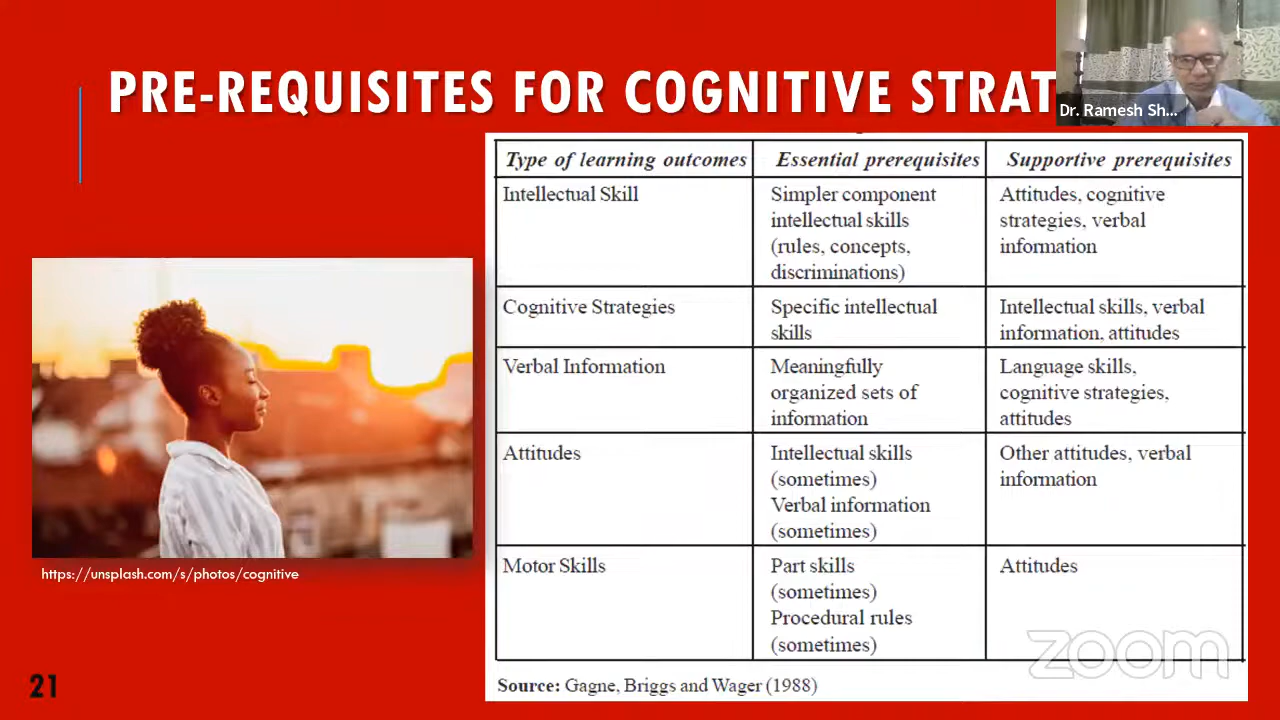 PRE-REQUISITES FOR COGNITIVE STRAT
Dr. Ramesh Sh...
Type of learning outcomes Essential prerequisites Supportive prerequisites
Intellectual Skill
Simpler component
intellectual skills
(rules, concepts,
discriminations)
Attitudes, cognitive
strategies, verbal
information
Cognitive Strategies
Specific intellectual
skills
Intellectual skills, verbal
information, attitudes
Verbal Information
Meaningfully
organized sets of
information
Language skills,
cognitive strategies,
attitudes
Attitudes
Intellectual skills
(sometimes)
Verbal information
(sometimes)
Other attitudes, verbal
information
Motor Skills
Part skills
(sometimes)
Procedural rules
(sometimes)
Attitudes
Source: Gagne, Briggs and Wager (1988)
https://unsplash.com/s/photos/cognitive
21
zoom